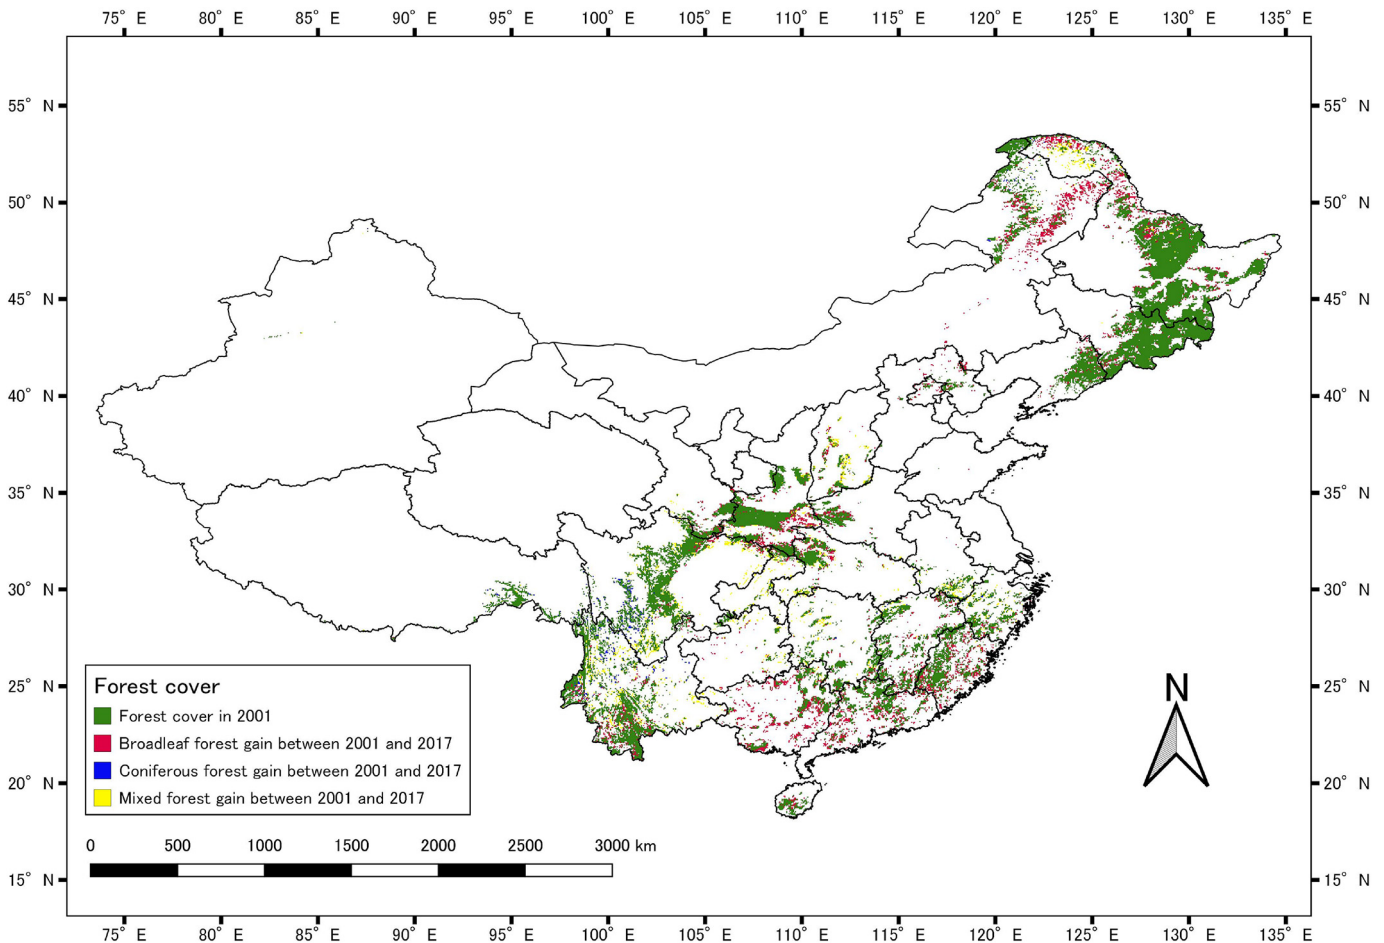 75° E 80° E 85° E 90° E 95° E 100° E 105° E 110° E 115° E 120° E 125° E 130° E 135° E
55° N 55° N
50° N 50° N
45° N 45° N
40° N 40° N
35° N 35° N
30° N 30° N
25° N 25° N
20° N 20° N
15° N 15° N
Forest cover
Forest cover in 2001
Broadleaf forest gain between 2001 and 2017
Coniferous forest gain between 2001 and 2017
Mixed forest gain between 2001 and 2017
N
0 500 1000 1500 2000 2500 3000 km
75° E 80° E 85° E 90° E 95° E 100° E 105° E 110° E 115° E 120° E 125° E 130° E 135° E